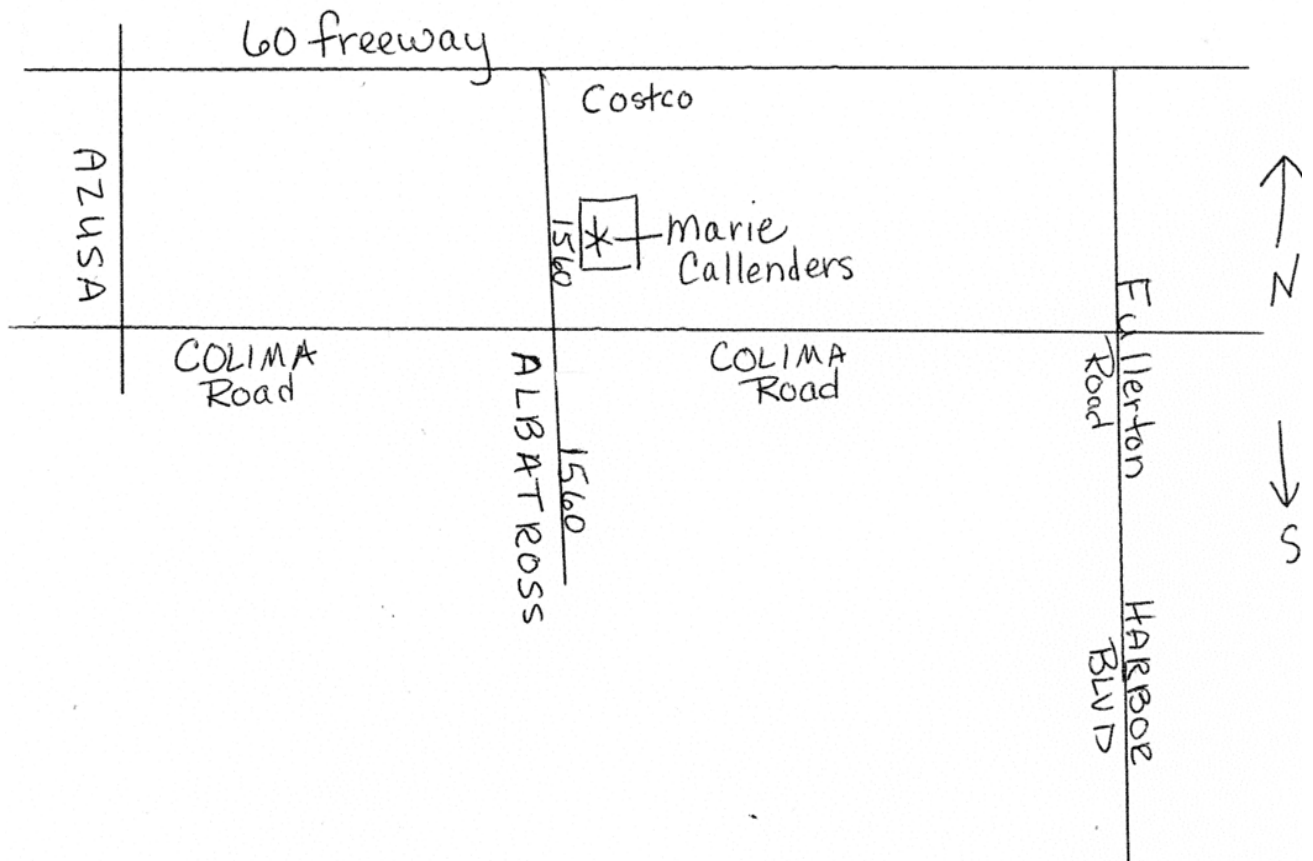 60 freeway
Costco
AZUSA
1560
* Marie
Callenders
N
COLIMA
Road
ALBATROSS
1560
COLIMA
Road
Fullerton
Road
S
HARBOR
BLVD